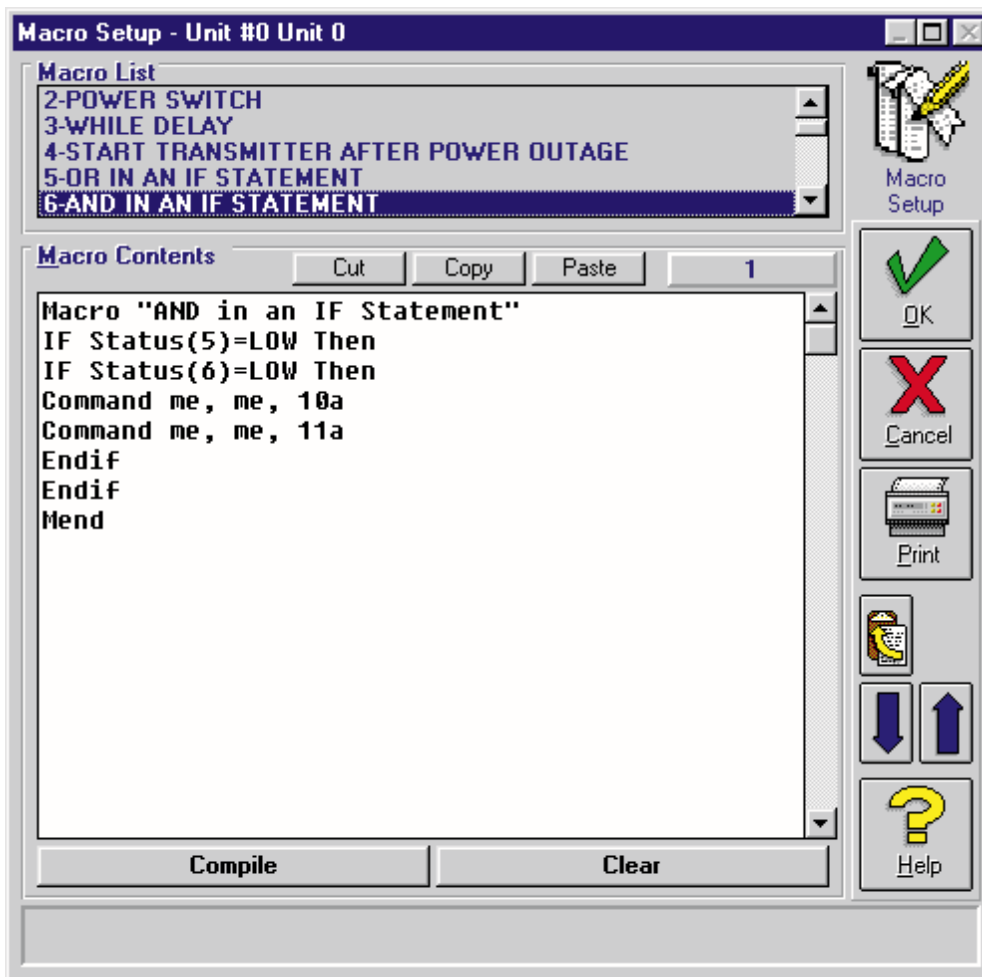 Macro Setup - Unit #0 Unit 0
Macro List
2-POWER SWITCH
3-WHILE DELAY
4-START TRANSMITTER AFTER POWER OUTAGE
5-OR IN AN IF STATEMENT
6-AND IN AN IF STATEMENT
Macro
Setup
Macro Contents
Cut
Copy
Paste
1
Macro "AND in an IF Statement"
IF Status(5)=LOW Then
IF Status(6)=LOW Then
Command me, me, 10a
Command me, me, 11a
Endif
Endif
Mend
Compile
Clear
OK
Cancel
Print
Help